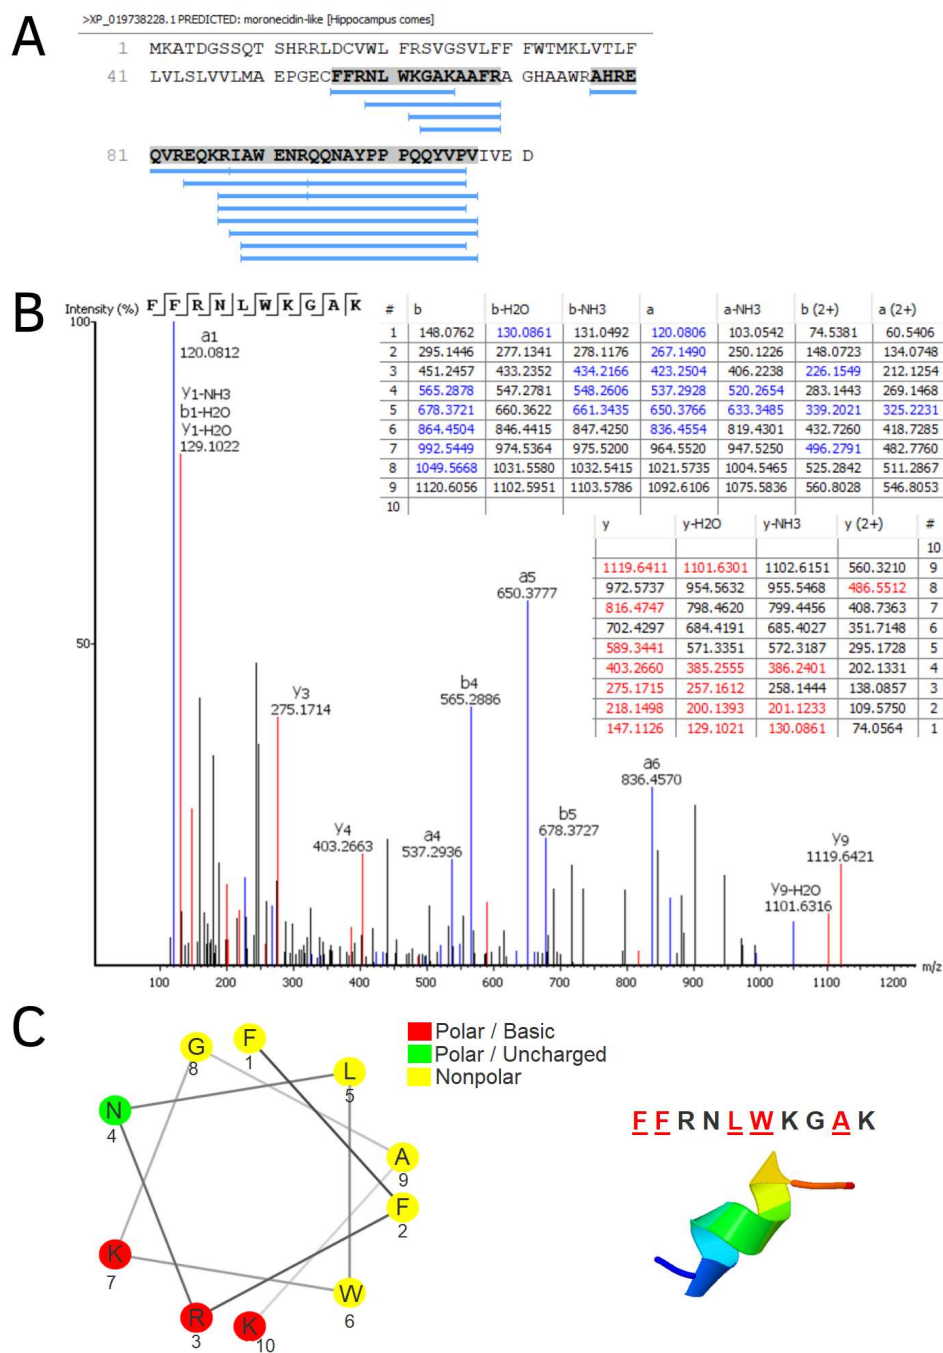 A
>XP_019738228.1 PREDICTED: moronecidin-like [Hippocampus comes]
1 MKATDGSSQT SHRRLDCVWL FRSVGSVLFF FWTMKLVTLF
41 LVLSLVVLMA EPGECFFRNL WKGAKAAFRA GHAAWRAHRE
81 QVREQKRIAW ENRQQNAYPP PQQYVPVIVE D
B
Intensity (%)
F F R N L W K G A K
100
50
a1
120.0812
y1-NH3
b1-H2O
y1-H2O
129.1022
y3
275.1714
y4
403.2663
a4
537.2936
b4
565.2886
a5
650.3777
b5
678.3727
a6
836.4570
y9-H2O
1101.6316
y9
1119.6421
# b b-H2O b-NH3 a a-NH3 b (2+) a (2+)
1 148.0762 130.0861 131.0492 120.0806 103.0542 74.5381 60.5406
2 295.1446 277.1341 278.1176 267.1490 250.1226 148.0723 134.0748
3 451.2457 433.2352 434.2166 423.2504 406.2238 226.1549 212.1254
4 565.2878 547.2781 548.2606 537.2928 520.2654 283.1443 269.1468
5 678.3721 660.3622 661.3435 650.3766 633.3485 339.2021 325.2231
6 864.4504 846.4415 847.4250 836.4554 819.4301 432.7260 418.7285
7 992.5449 974.5364 975.5200 964.5520 947.5250 496.2791 482.7760
8 1049.5668 1031.5580 1032.5415 1021.5735 1004.5465 525.2842 511.2867
9 1120.6056 1102.5951 1103.5786 1092.6106 1075.5836 560.8028 546.8053
10
y y-H2O y-NH3 y (2+) #
10
1119.6411 1101.6301 1102.6151 560.3210 9
972.5737 954.5632 955.5468 486.5512 8
816.4747 798.4620 799.4456 408.7363 7
702.4297 684.4191 685.4027 351.7148 6
589.3441 571.3351 572.3187 295.1728 5
403.2660 385.2555 386.2401 202.1331 4
275.1715 257.1612 258.1444 138.0857 3
218.1498 200.1393 201.1233 109.5750 2
147.1126 129.1021 130.0861 74.0564 1
100 200 300 400 500 600 700 800 900 1000 1100 1200 m/z
C
Polar / Basic
Polar / Uncharged
Nonpolar
G
8
F
1
L
5
N
4
A
9
F
2
K
7
W
6
R
3
K
10
F F R N L W K G A K